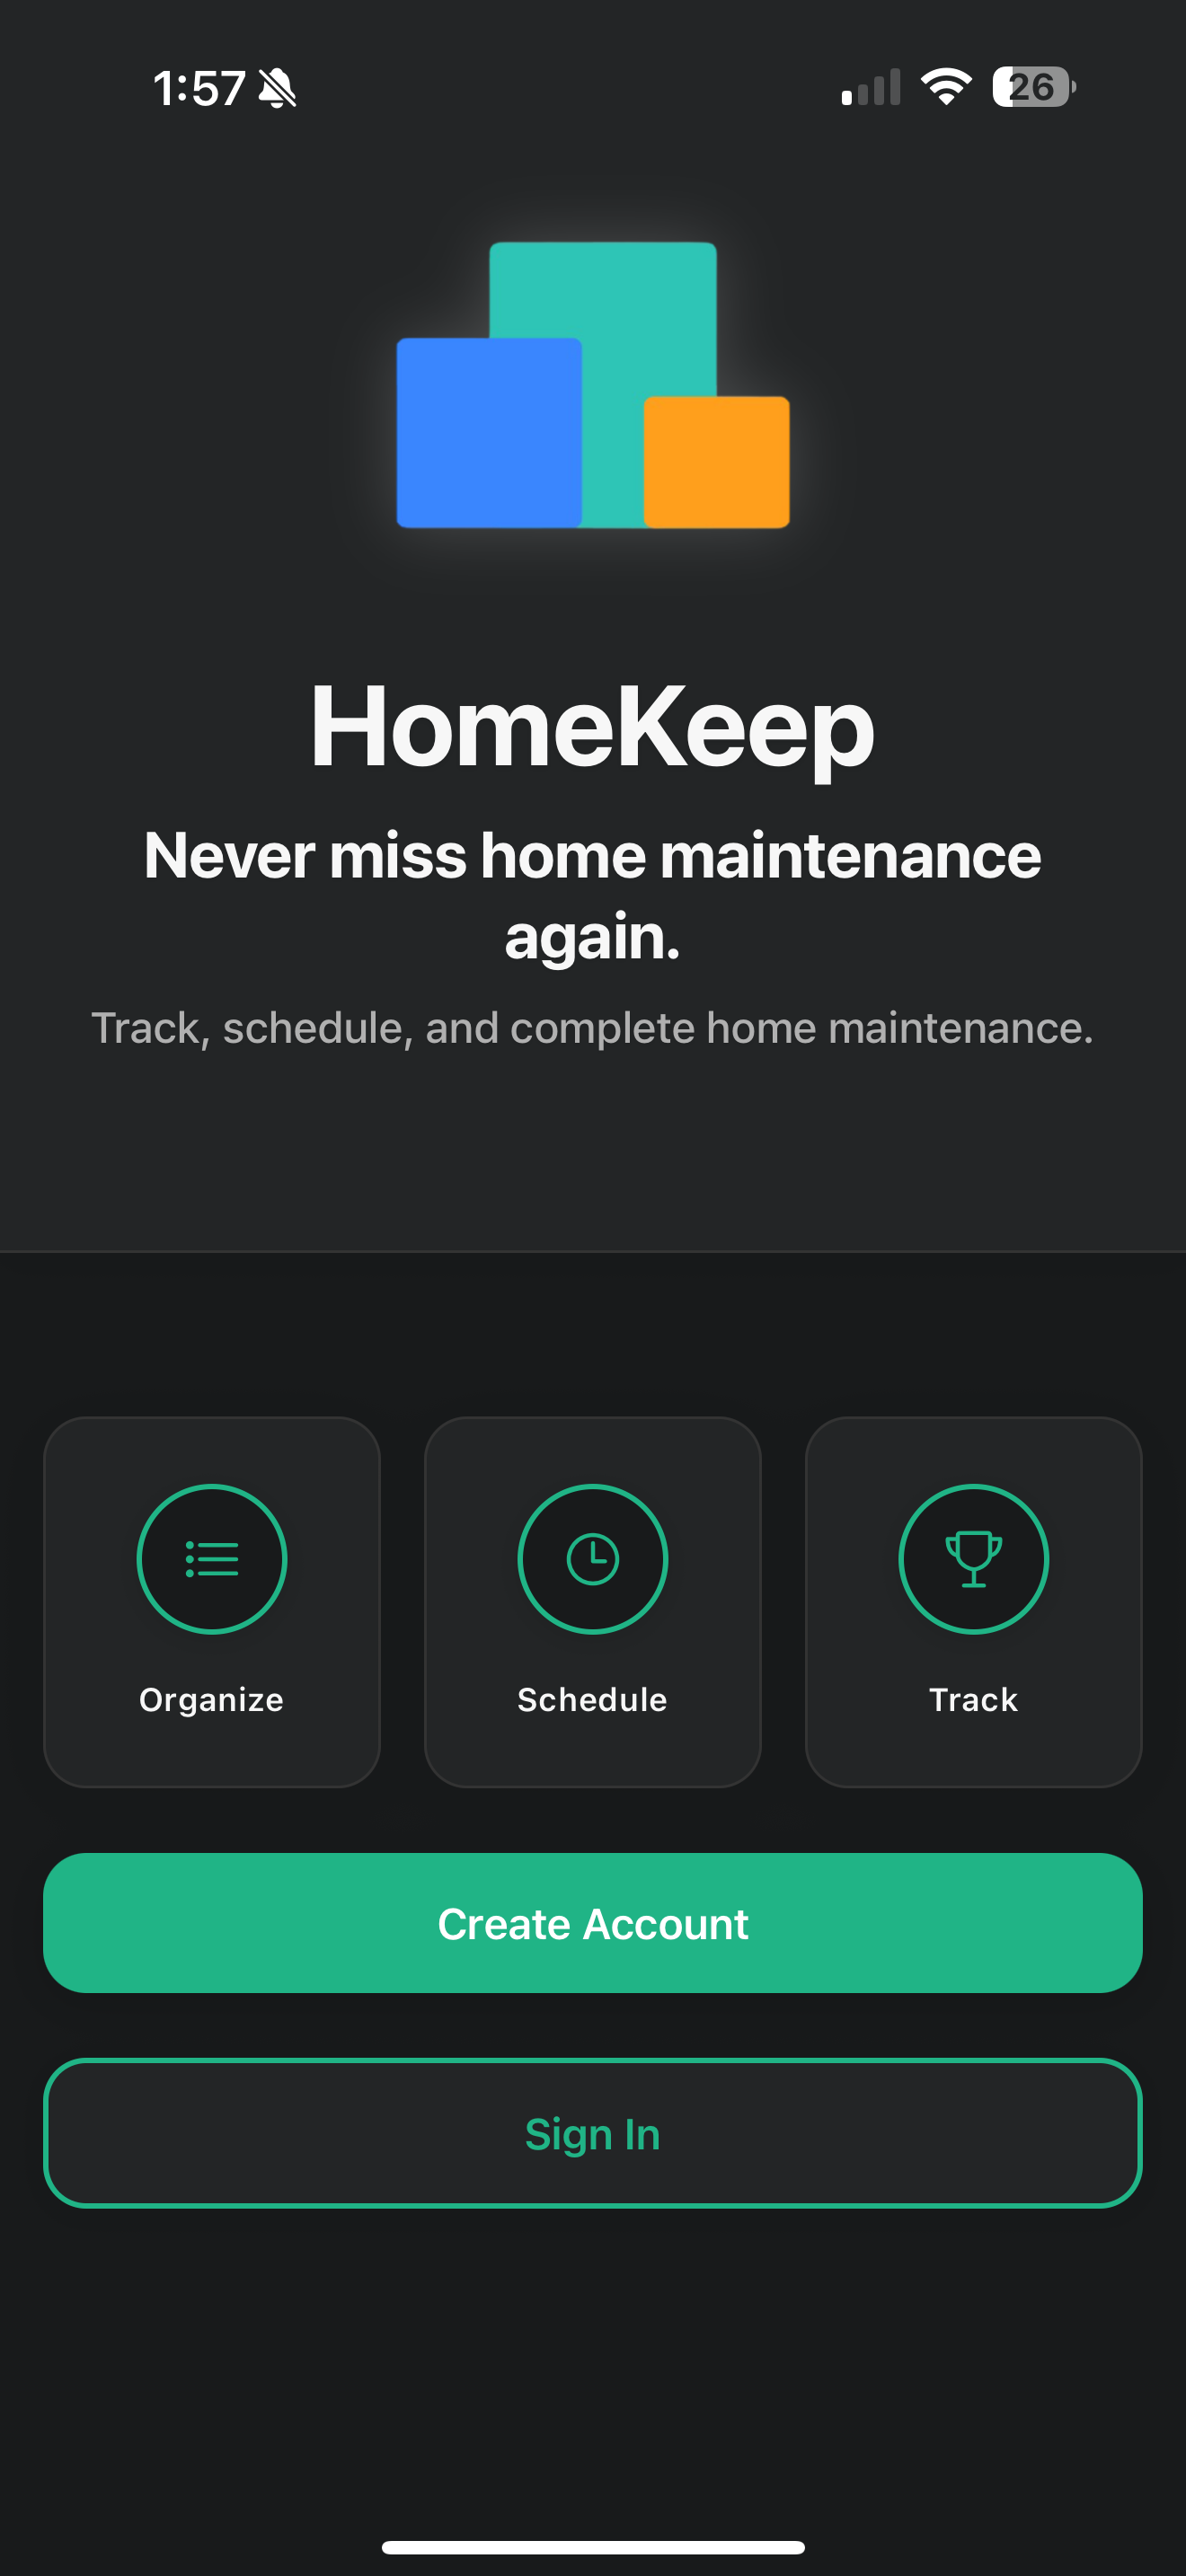 1:57
26
HomeKeep
Never miss home maintenance
again.
Track, schedule, and complete home maintenance.
Organize
Schedule
Track
Create Account
Sign In